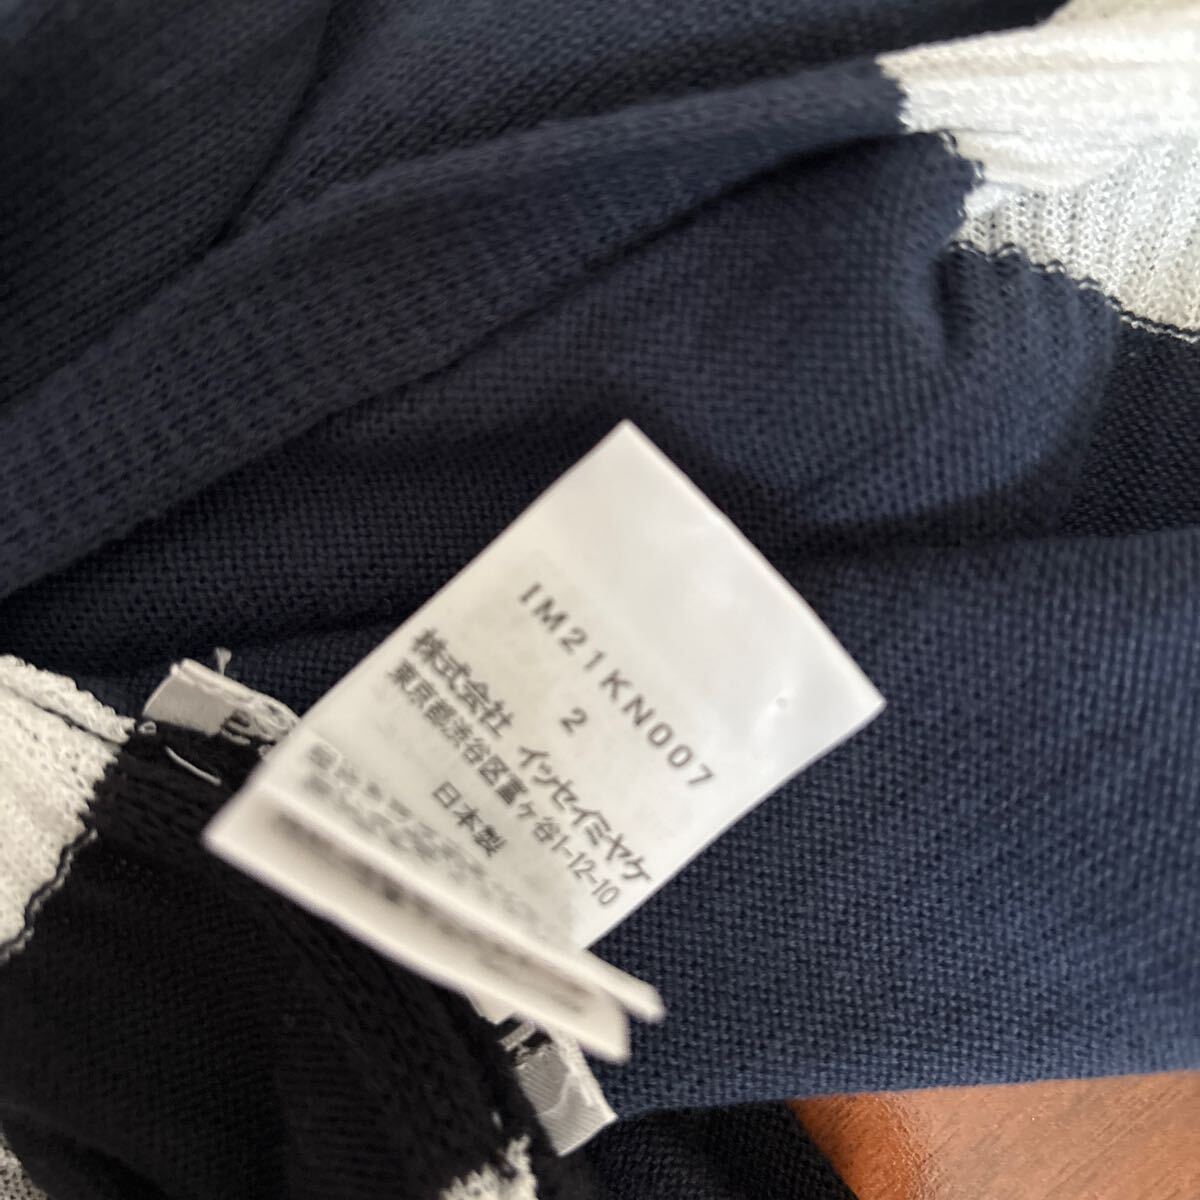 IM21KN007
2
株式会社 イッセイミヤケ
東京都渋谷区富ヶ谷1-12-10
日本製